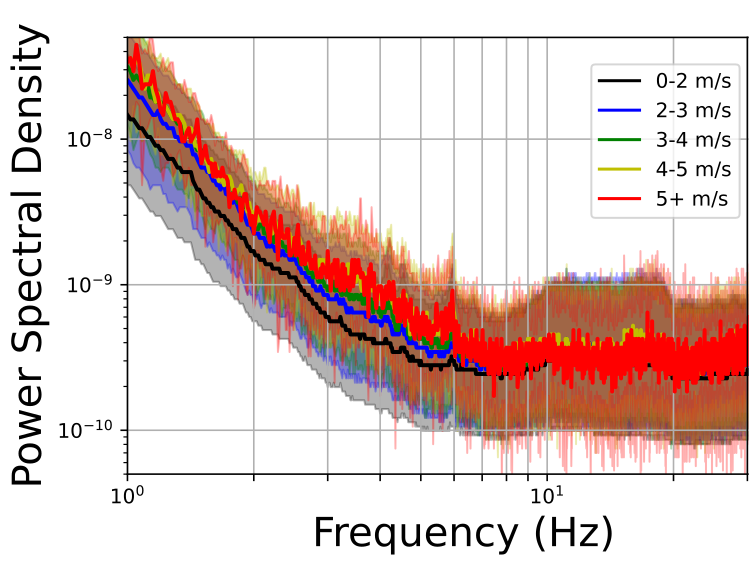 Power Spectral Density
10⁻⁸
10⁻⁹
10⁻¹⁰
10⁰
10¹
Frequency (Hz)
0-2 m/s
2-3 m/s
3-4 m/s
4-5 m/s
5+ m/s